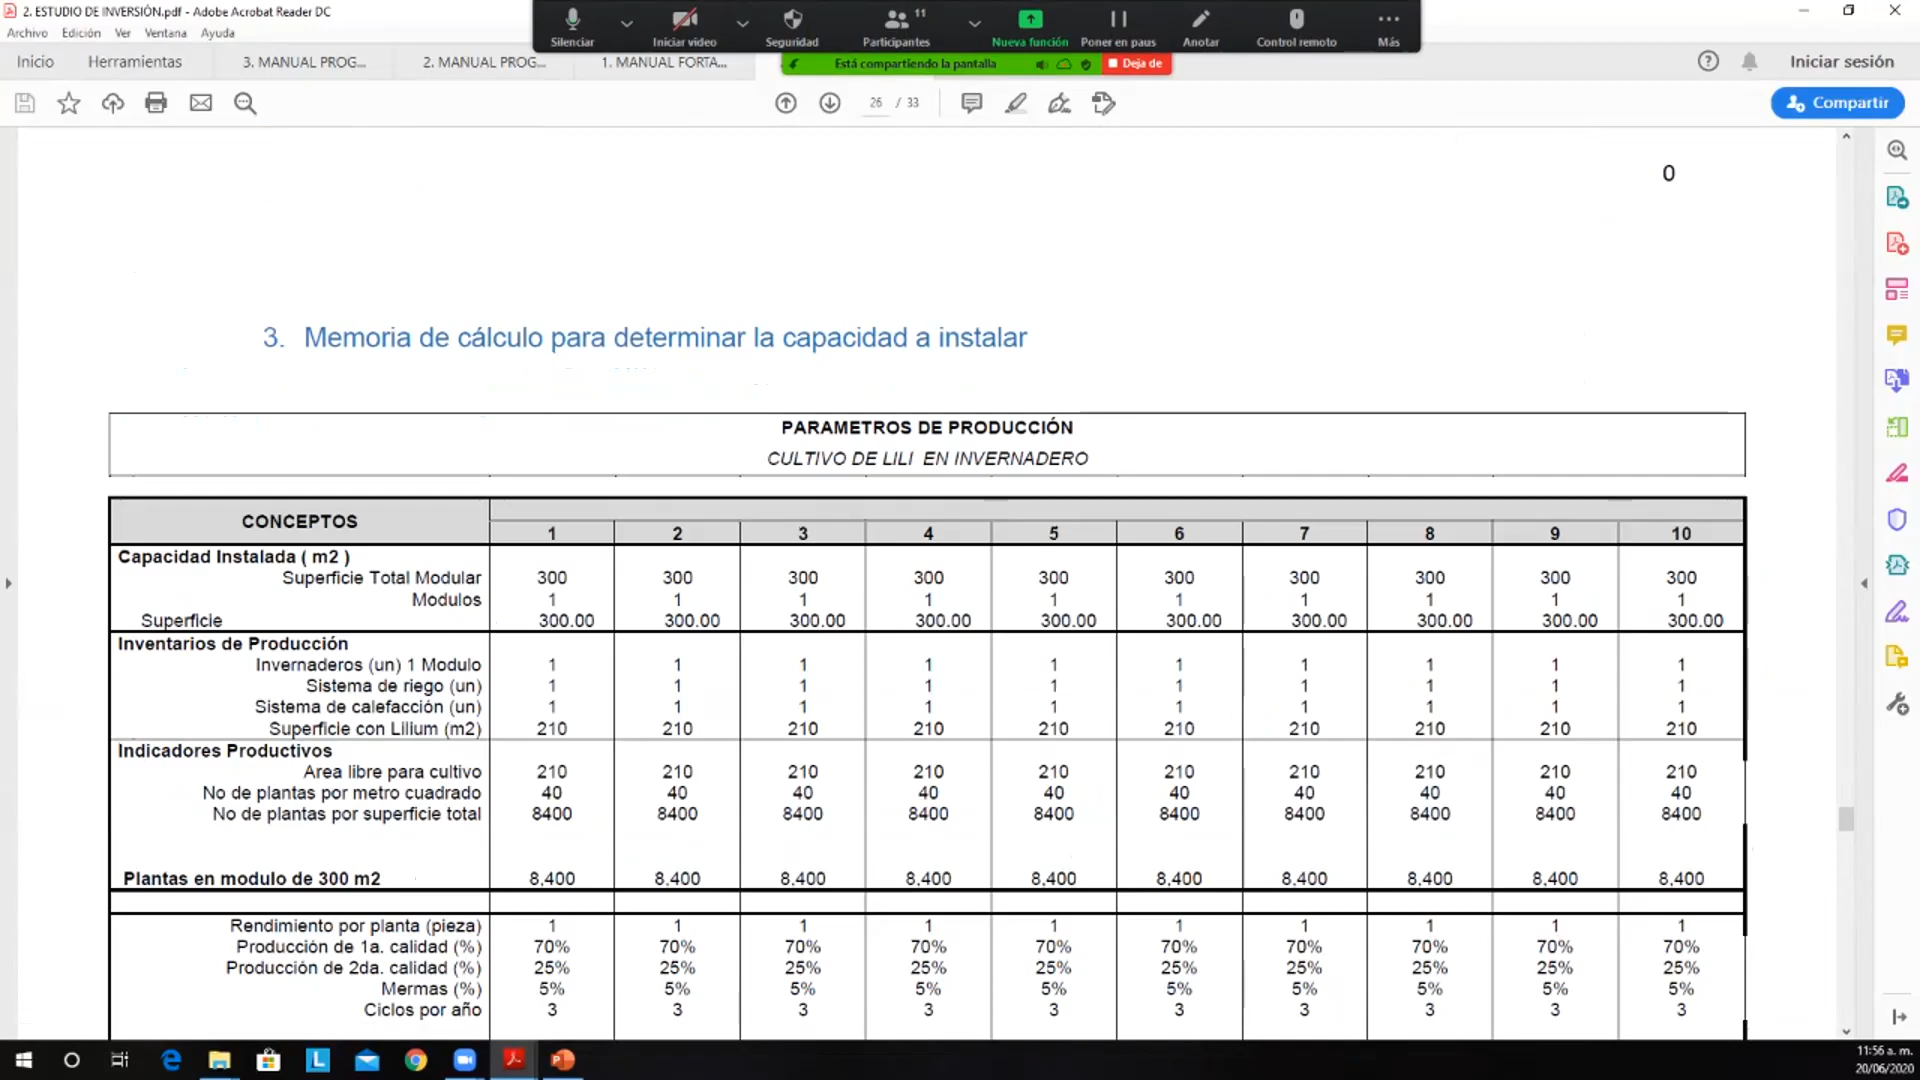 2. ESTUDIO DE INVERSIÓN.pdf - Adobe Acrobat Reader DC
Archivo Edición Ver Ventana Ayuda
Silenciar Iniciar video Seguridad Participantes 11 Nueva función Poner en paus Anotar Control remoto Más
Está compartiendo la pantalla Deja de
Inicio Herramientas 3. MANUAL PROG... 2. MANUAL PROG... 1. MANUAL FORTA... Iniciar sesión
26 / 33 Compartir
0
3. Memoria de cálculo para determinar la capacidad a instalar
PARAMETROS DE PRODUCCIÓN
CULTIVO DE LILI EN INVERNADERO
CONCEPTOS 1 2 3 4 5 6 7 8 9 10
Capacidad Instalada ( m2 )
Superficie Total Modular 300 300 300 300 300 300 300 300 300 300
Modulos 1 1 1 1 1 1 1 1 1 1
Superficie 300.00 300.00 300.00 300.00 300.00 300.00 300.00 300.00 300.00 300.00
Inventarios de Producción
Invernaderos (un) 1 Modulo 1 1 1 1 1 1 1 1 1 1
Sistema de riego (un) 1 1 1 1 1 1 1 1 1 1
Sistema de calefacción (un) 1 1 1 1 1 1 1 1 1 1
Superficie con Lilium (m2) 210 210 210 210 210 210 210 210 210 210
Indicadores Productivos
Area libre para cultivo 210 210 210 210 210 210 210 210 210 210
No de plantas por metro cuadrado 40 40 40 40 40 40 40 40 40 40
No de plantas por superficie total 8400 8400 8400 8400 8400 8400 8400 8400 8400 8400
Plantas en modulo de 300 m2 8,400 8,400 8,400 8,400 8,400 8,400 8,400 8,400 8,400 8,400
Rendimiento por planta (pieza) 1 1 1 1 1 1 1 1 1 1
Producción de 1a. calidad (%) 70% 70% 70% 70% 70% 70% 70% 70% 70% 70%
Producción de 2da. calidad (%) 25% 25% 25% 25% 25% 25% 25% 25% 25% 25%
Mermas (%) 5% 5% 5% 5% 5% 5% 5% 5% 5% 5%
Ciclos por año 3 3 3 3 3 3 3 3 3 3
11:56 a. m.
20/06/2020